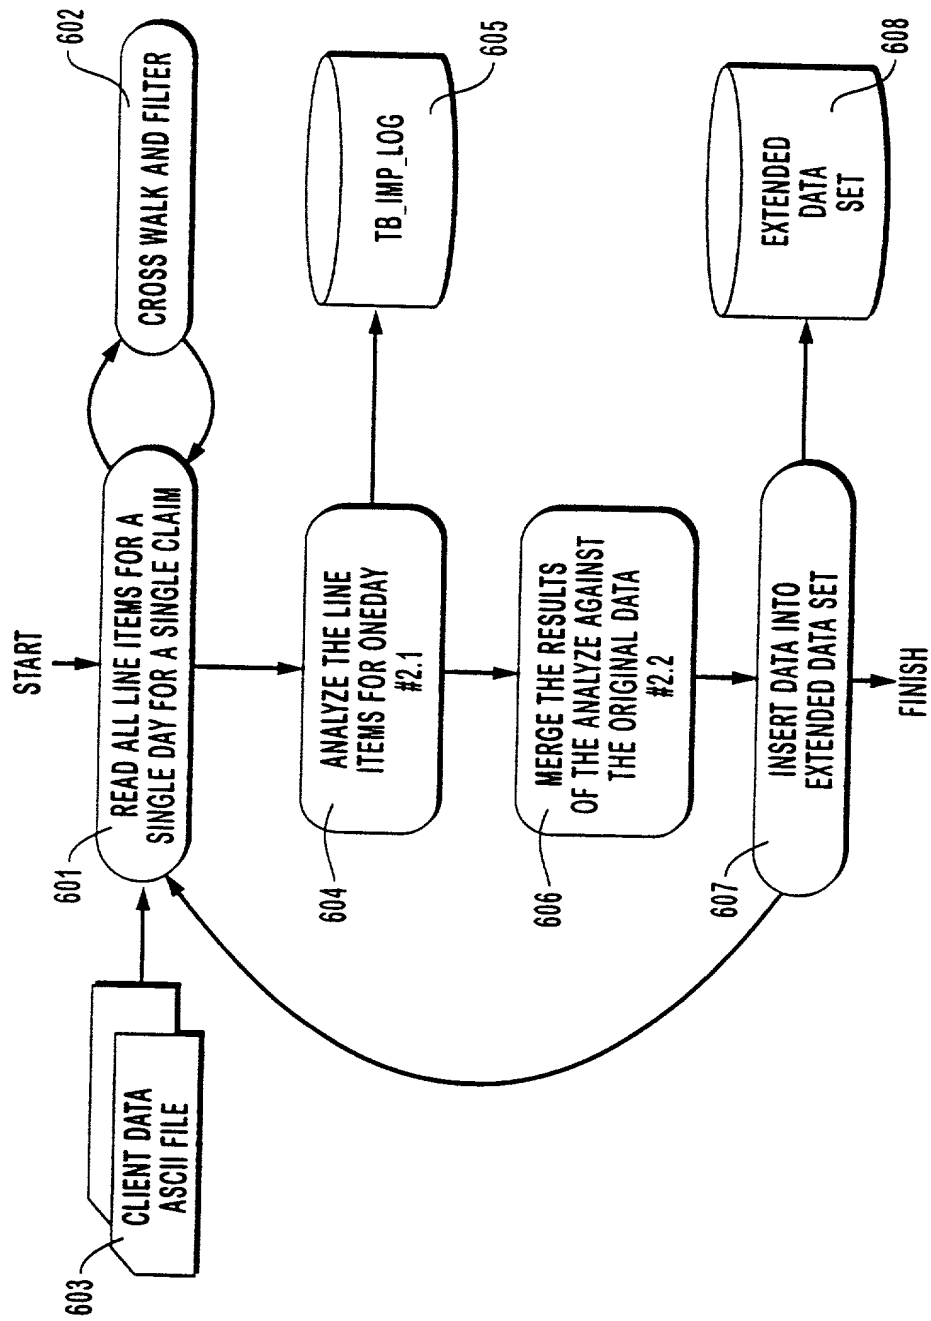 START
602
CROSS WALK AND FILTER
601
READ ALL LINE ITEMS FOR A
SINGLE DAY FOR A SINGLE CLAIM
603
CLIENT DATA
ASCII FILE
604
ANALYZE THE LINE
ITEMS FOR ONEDAY
#2.1
605
TB_IMP_LOG
606
MERGE THE RESULTS
OF THE ANALYZE AGAINST
THE ORIGINAL DATA
#2.2
607
INSERT DATA INTO
EXTENDED DATA SET
608
EXTENDED
DATA
SET
FINISH